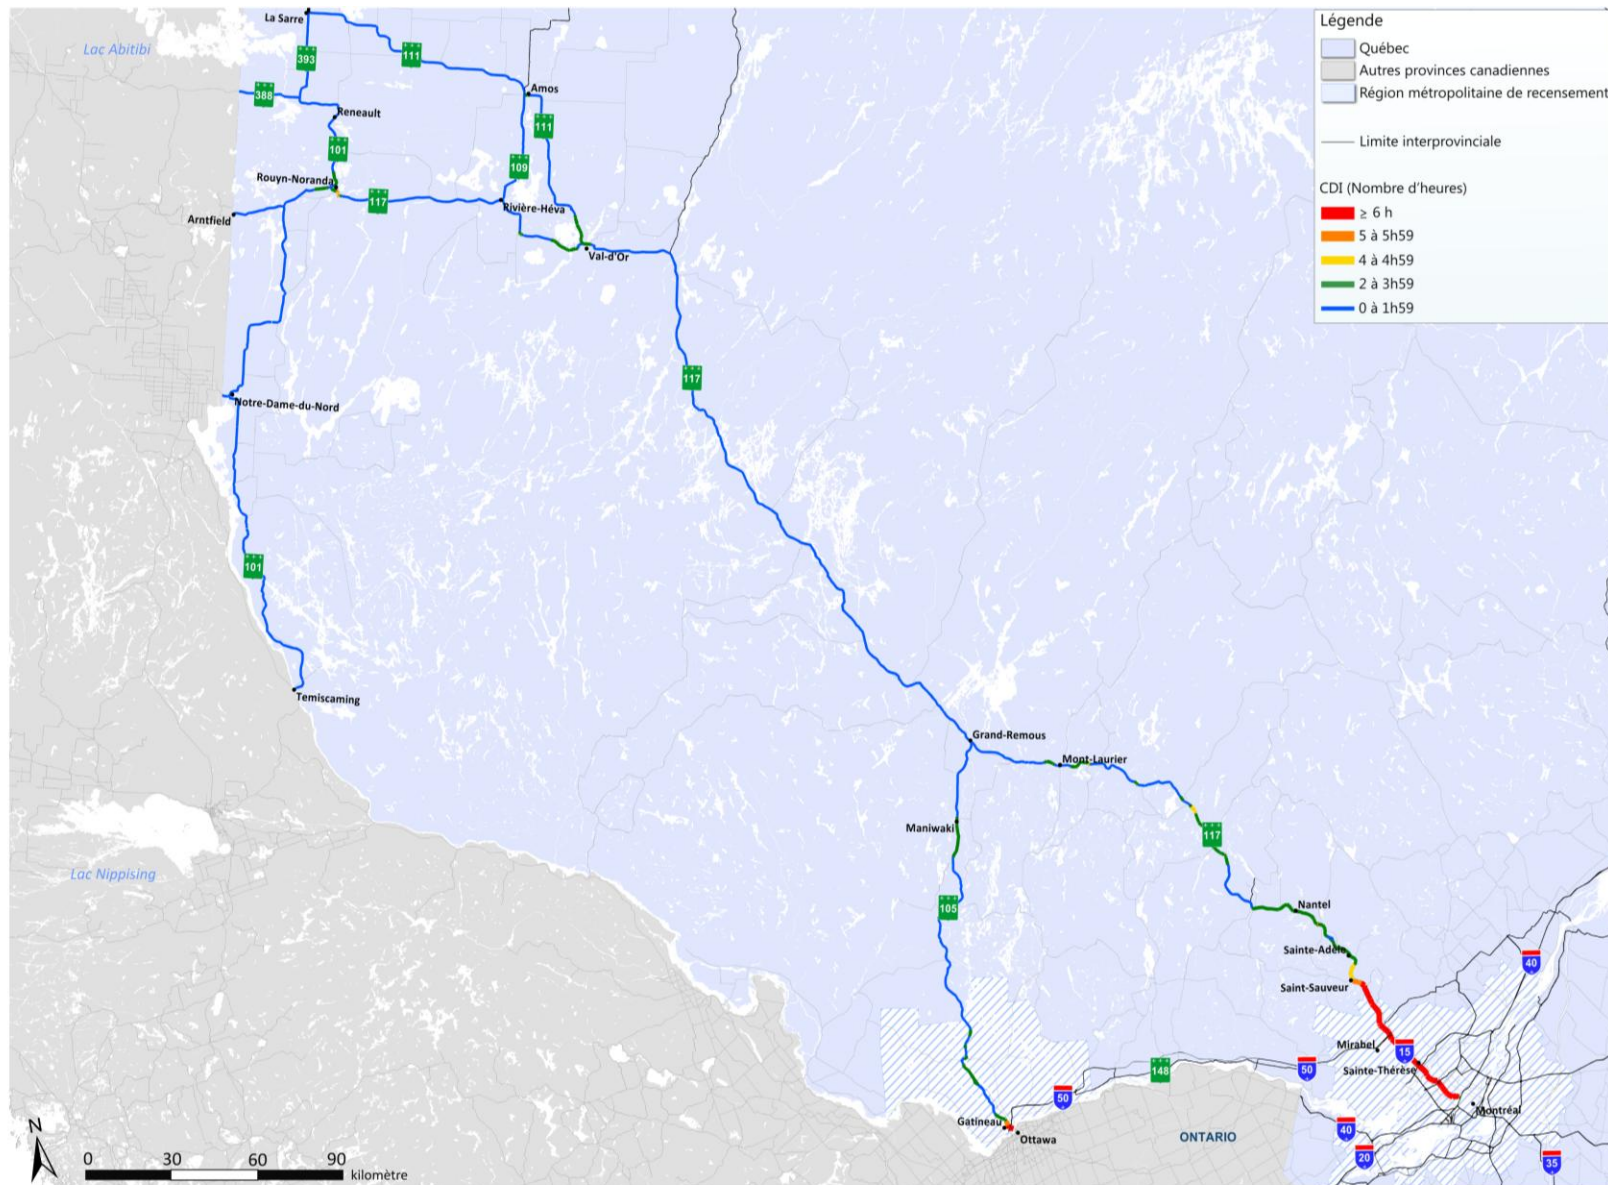 La Sarre
Lac Abitibi
393
111
388
Amos
Reneault
111
101
109
Rouyn-Noranda
117
Rivière-Héva
Arntfield
Val-d'Or
117
Notre-Dame-du-Nord
101
Temiscaming
Grand-Remous
Mont-Laurier
Maniwaki
117
Lac Nippising
105
Nantel
Sainte-Adèle
40
Saint-Sauveur
Mirabel
15
Sainte-Thérèse
148
50
50
Montréal
Gatineau
Ottawa
ONTARIO
40
20
35
N
0 30 60 90
kilomètre
Légende
Québec
Autres provinces canadiennes
Région métropolitaine de recensement
Limite interprovinciale
CDI (Nombre d'heures)
≥ 6 h
5 à 5h59
4 à 4h59
2 à 3h59
0 à 1h59